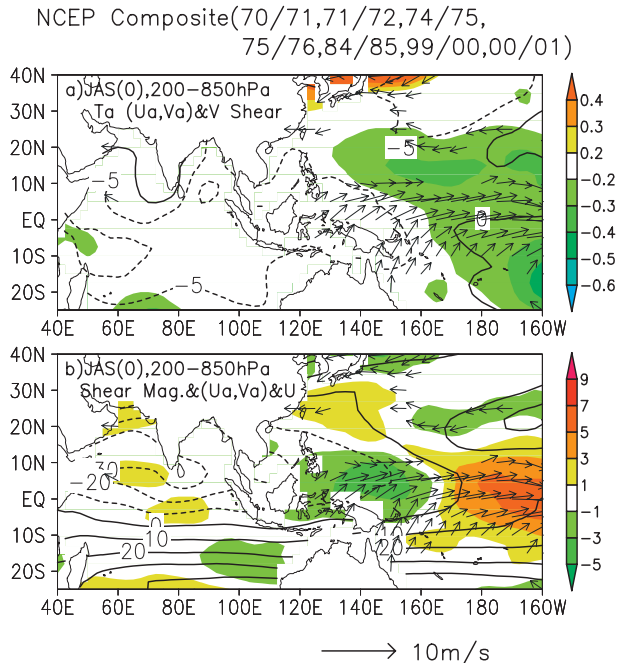 NCEP Composite(70/71,71/72,74/75,
75/76,84/85,99/00,00/01)
40N
30N
20N
10N
EQ
10S
20S
a)JAS(0),200-850hPa
Ta (Ua,Va)&V Shear
-5
-5
0
-5
40E 60E 80E 100E 120E 140E 160E 180 160W
0.4
0.3
0.2
-0.2
-0.3
-0.4
-0.5
-0.6
40N
30N
20N
10N
EQ
10S
20S
b)JAS(0),200-850hPa
Shear Mag.&(Ua,Va)&U
-30
-20
0
10
20
20
40E 60E 80E 100E 120E 140E 160E 180 160W
9
7
5
3
1
-1
-3
-5
10m/s